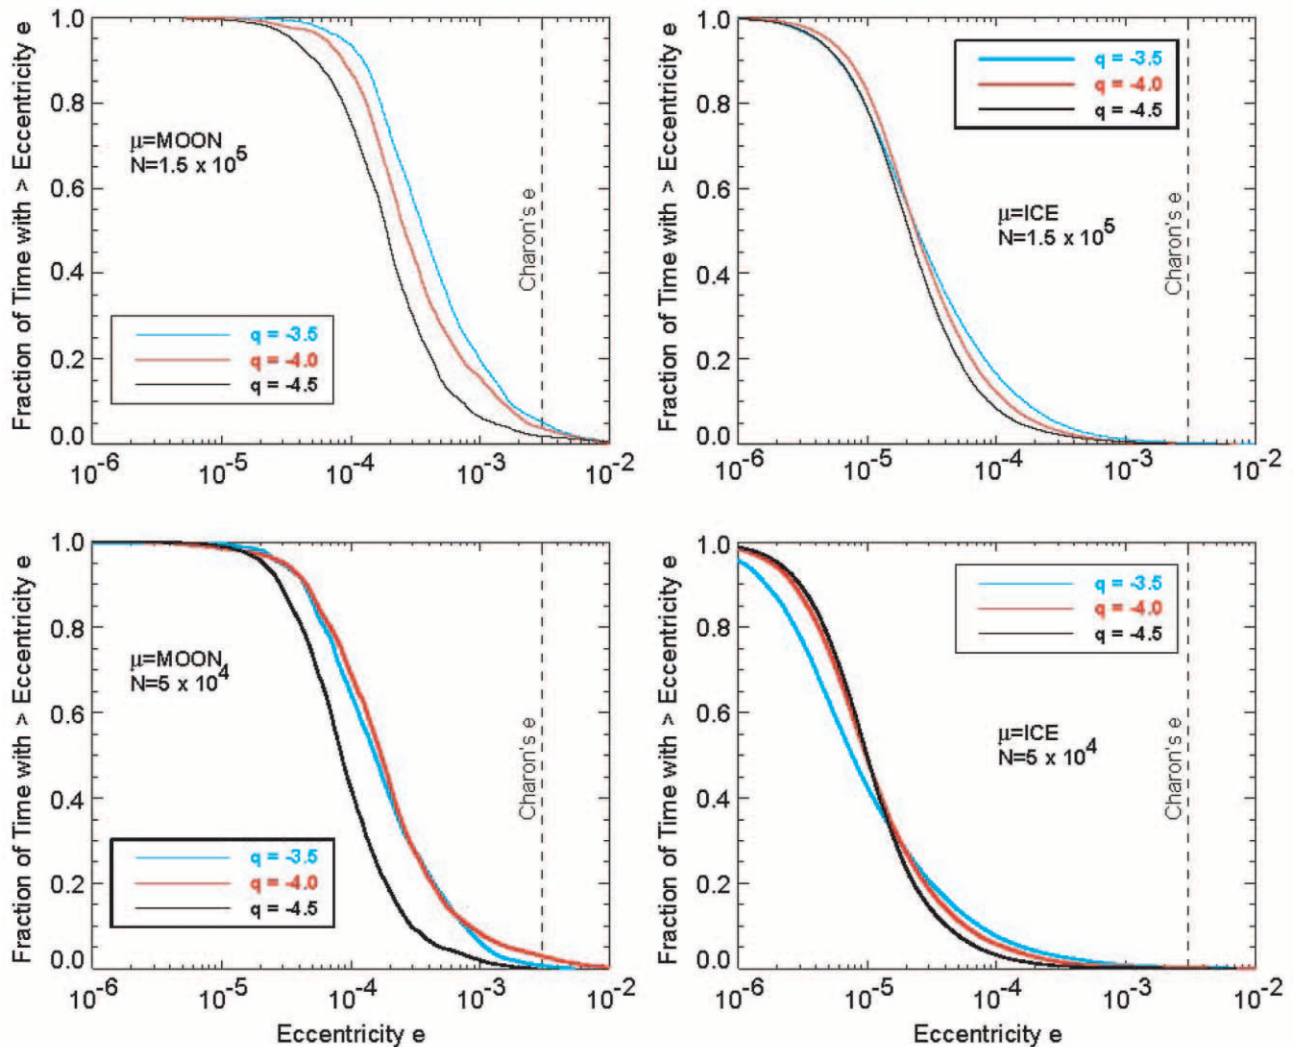 Fraction of Time with > Eccentricity e
1.0
0.8
0.6
0.4
0.2
0.0
μ=MOON
N=1.5 x 10^5
Charon's e
q = -3.5
q = -4.0
q = -4.5
10^-6 10^-5 10^-4 10^-3 10^-2
Fraction of Time with > Eccentricity e
1.0
0.8
0.6
0.4
0.2
0.0
q = -3.5
q = -4.0
q = -4.5
μ=ICE
N=1.5 x 10^5
Charon's e
10^-6 10^-5 10^-4 10^-3 10^-2
Fraction of Time with > Eccentricity e
1.0
0.8
0.6
0.4
0.2
0.0
μ=MOON
N=5 x 10^4
Charon's e
q = -3.5
q = -4.0
q = -4.5
10^-6 10^-5 10^-4 10^-3 10^-2
Eccentricity e
Fraction of Time with > Eccentricity e
1.0
0.8
0.6
0.4
0.2
0.0
q = -3.5
q = -4.0
q = -4.5
μ=ICE
N=5 x 10^4
Charon's e
10^-6 10^-5 10^-4 10^-3 10^-2
Eccentricity e